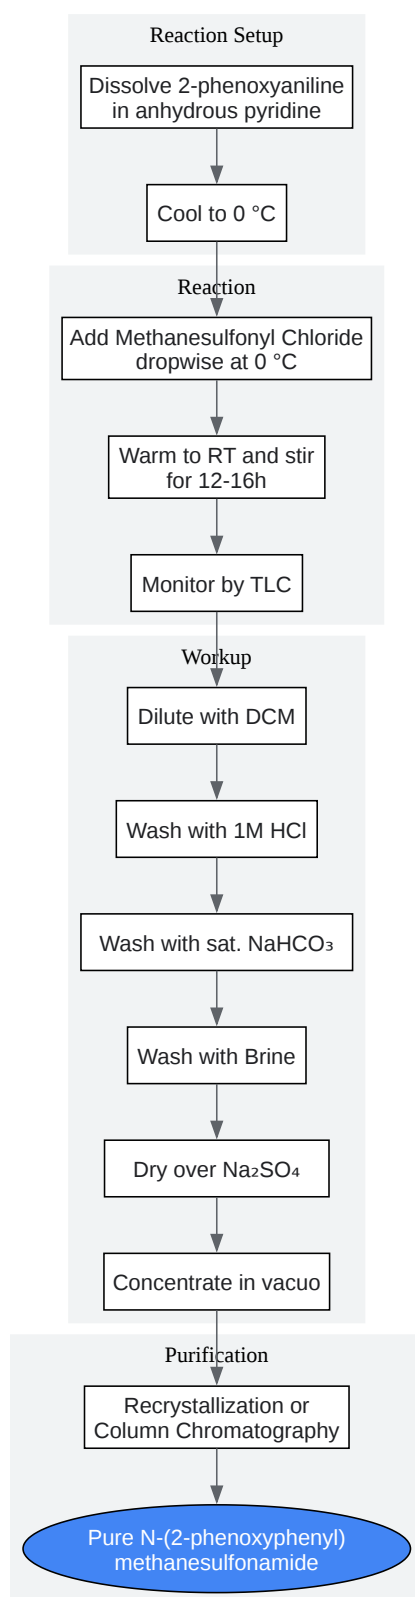 Reaction Setup
Dissolve 2-phenoxyaniline
in anhydrous pyridine
Cool to 0 °C
Reaction
Add Methanesulfonyl Chloride
dropwise at 0 °C
Warm to RT and stir
for 12-16h
Monitor by TLC
Workup
Dilute with DCM
Wash with 1M HCl
Wash with sat. NaHCO₃
Wash with Brine
Dry over Na₂SO₄
Concentrate in vacuo
Purification
Recrystallization or
Column Chromatography
Pure N-(2-phenoxyphenyl)
methanesulfonamide